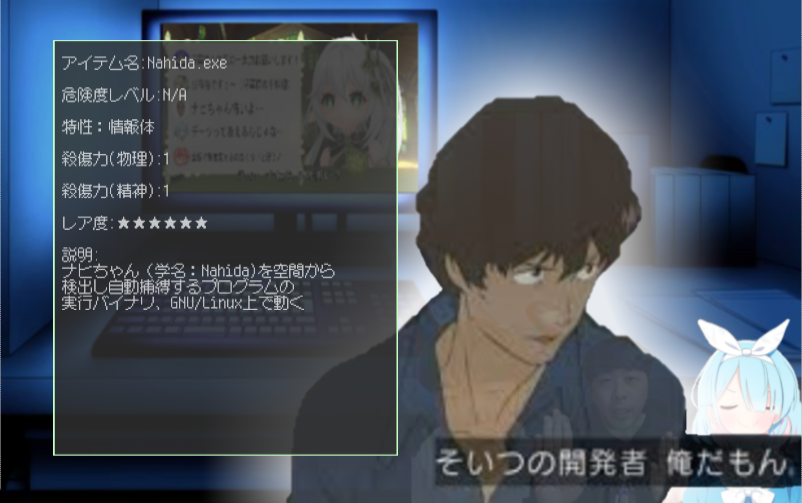 アイテム名:Nahida.exe
危険度レベル:N/A
特性：情報体
殺傷力(物理):1
殺傷力(精神):1
レア度:★★★★★★
説明:
ナヒちゃん（学名：Nahida)を空間から
検出し自動捕縛するプログラムの
実行バイナリ、GNU/Linux上で動く
そいつの開発者 俺だもん